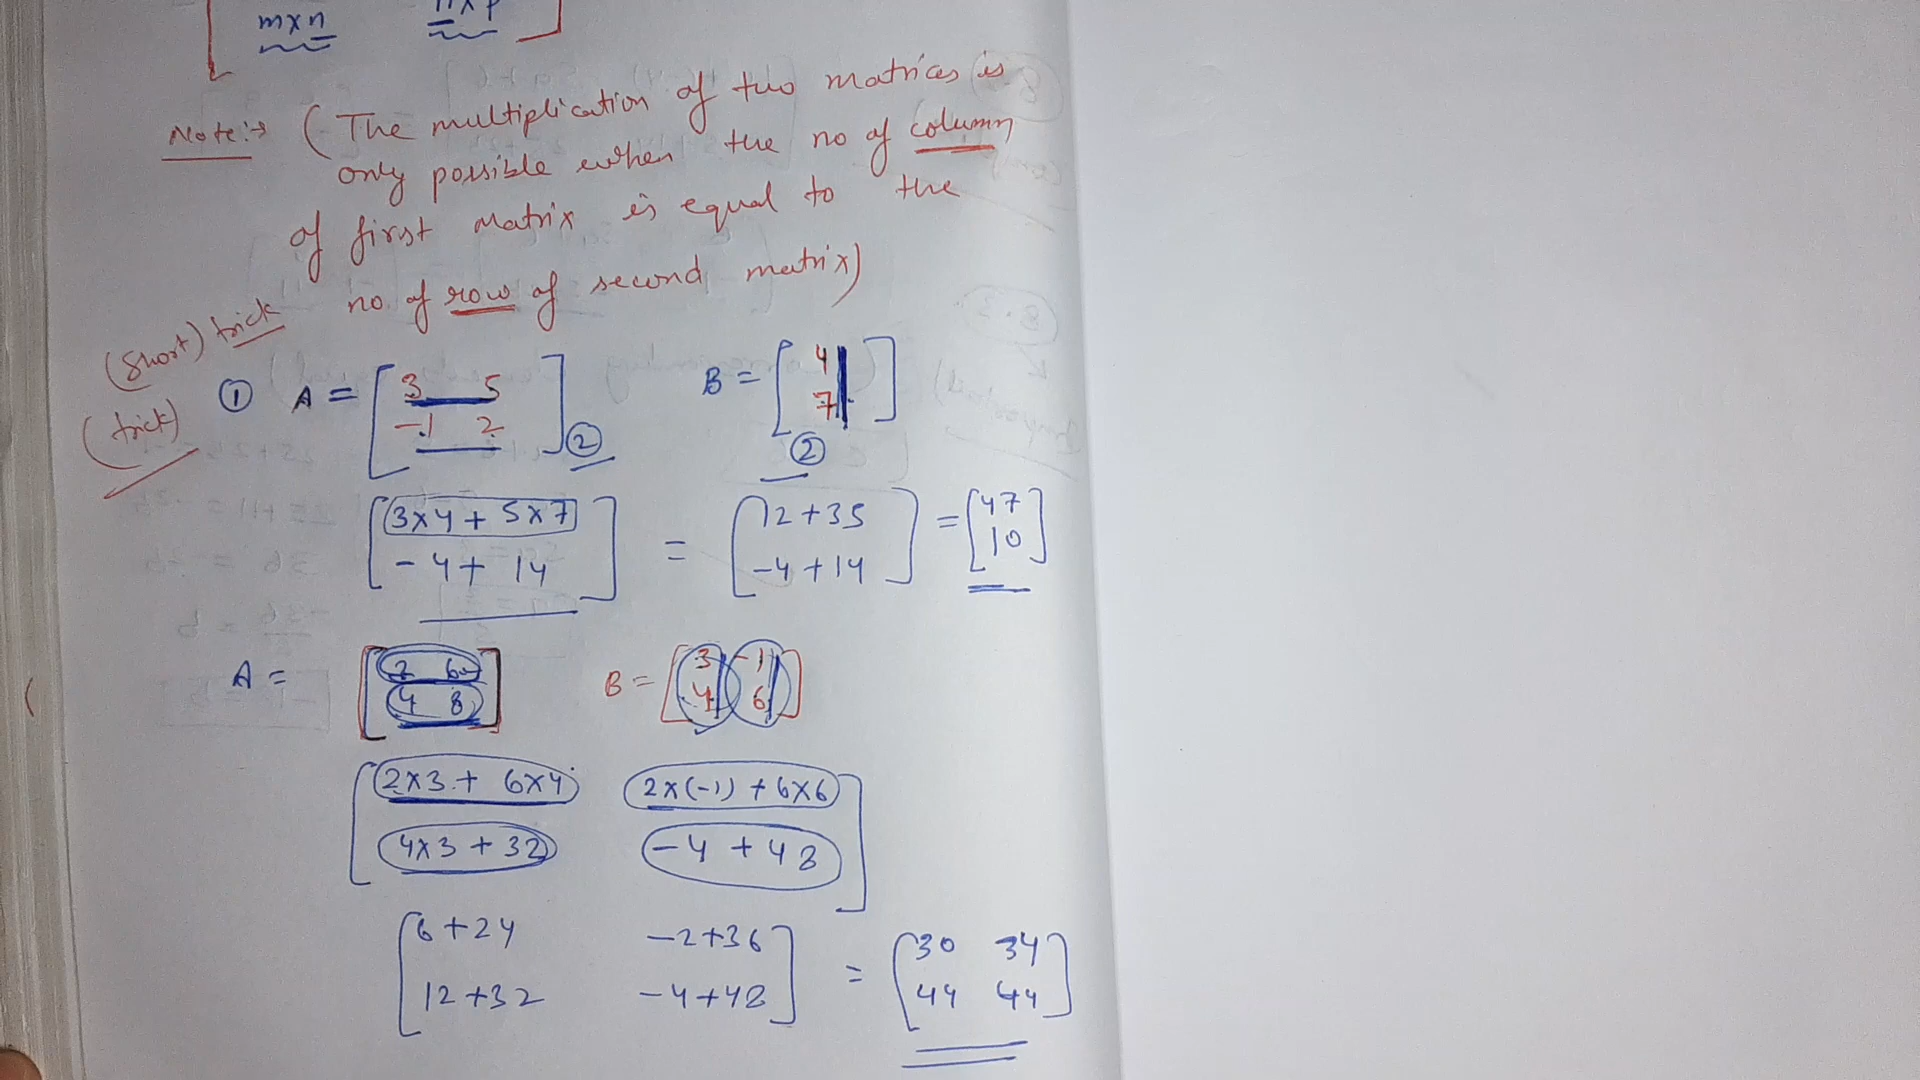 m×n n×p
Note:→ (The multiplication of two matrices is
only possible when the no of column
of first matrix is equal to the
no. of row of second matrix)
(Short) trick
(trick)
① A = [3 5
-1 2] ②
B = [4
7] ②
[3×4 + 5×7
-4 + 14]
= [12+35
-4+14]
= [47
10]
A = [2 6
4 8]
B = [3 -1
4 6]
[2×3 + 6×4 2×(-1) + 6×6
4×3 + 32 -4 + 48]
[6+24 -2+36
12+32 -4+48]
= [30 34
44 44]